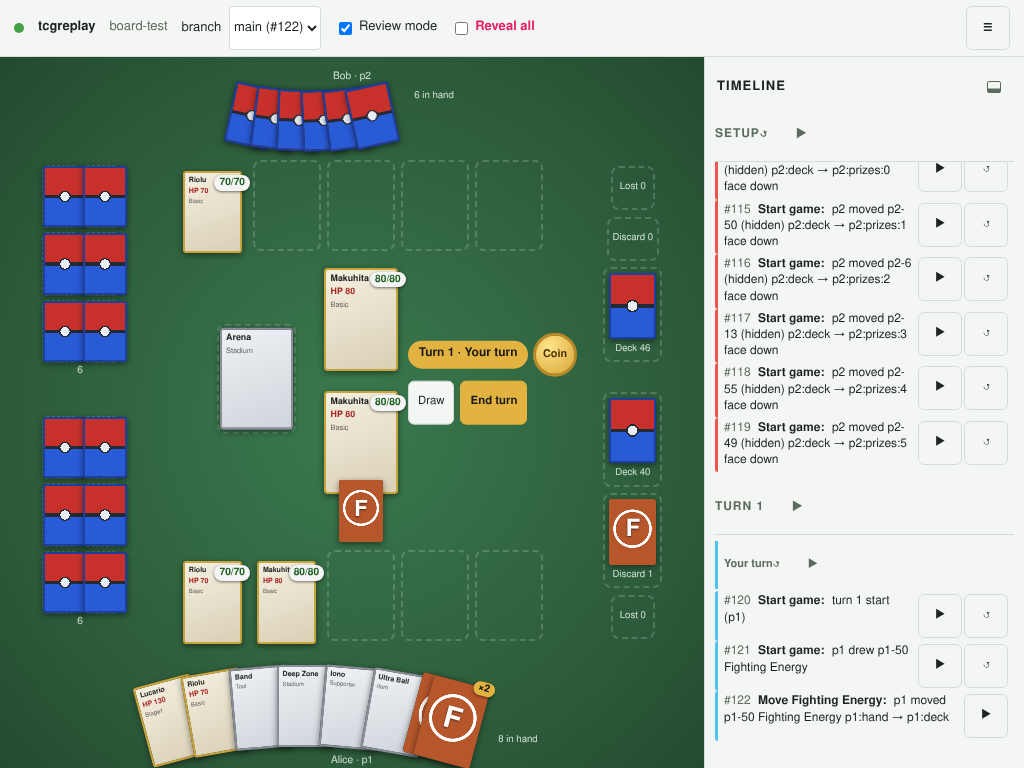 tcgreplay board-test branch main (#122) Review mode Reveal all ≡
Bob · p2
6 in hand
TIMELINE
SETUP↺ ▶
(hidden) p2:deck → p2:prizes:0
face down
#115 Start game: p2 moved p2-
50 (hidden) p2:deck → p2:prizes:1
face down
#116 Start game: p2 moved p2-6
(hidden) p2:deck → p2:prizes:2
face down
#117 Start game: p2 moved p2-
13 (hidden) p2:deck → p2:prizes:3
face down
#118 Start game: p2 moved p2-
55 (hidden) p2:deck → p2:prizes:4
face down
#119 Start game: p2 moved p2-
49 (hidden) p2:deck → p2:prizes:5
face down
TURN 1 ▶
Your turn↺ ▶
#120 Start game: turn 1 start
(p1)
#121 Start game: p1 drew p1-50
Fighting Energy
#122 Move Fighting Energy: p1 moved
p1-50 Fighting Energy p1:hand → p1:deck
Riolu
70/70
HP 70
Basic
Lost 0
Discard 0
Makuhita
80/80
HP 80
Basic
Arena
Stadium
Turn 1 · Your turn
Coin
Deck 46
6
Draw
End turn
Makuhita
80/80
HP 80
Basic
F
Deck 40
F
Discard 1
Riolu
70/70
HP 70
Basic
Makuhit
80/80
HP 80
Basic
Lost 0
6
Lucario
HP 130
Stage1
Riolu
HP 70
Basic
Band
Tool
Deep Zone
Stadium
Iono
Supporter
Ultra Ball
Item
F
×2
8 in hand
Alice · p1